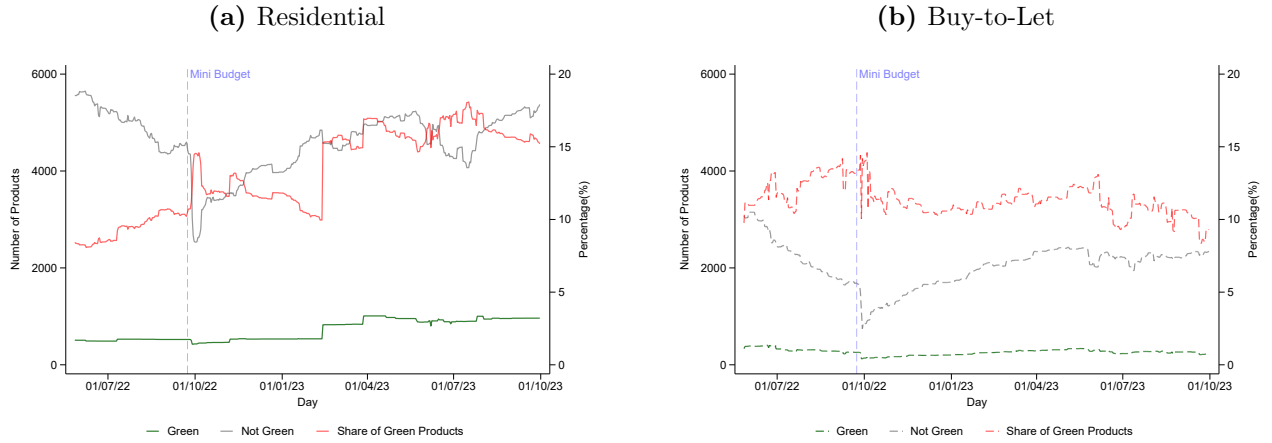 (a) Residential
Mini Budget
6000
4000
2000
0
Number of Products
20
15
10
5
0
Percentage(%)
01/07/22 01/10/22 01/01/23 01/04/23 01/07/23 01/10/23
Day
Green Not Green Share of Green Products
(b) Buy-to-Let
Mini Budget
6000
4000
2000
0
Number of Products
20
15
10
5
0
Percentage(%)
01/07/22 01/10/22 01/01/23 01/04/23 01/07/23 01/10/23
Day
Green Not Green Share of Green Products